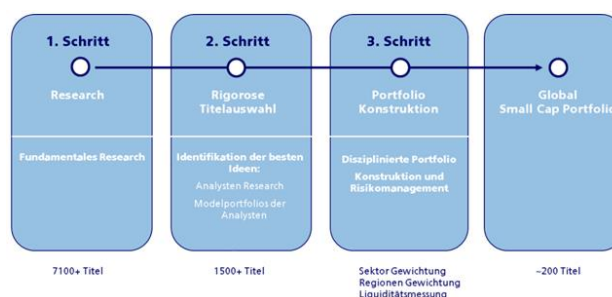 1. Schritt
Research
Fundamentales Research
7100+ Titel
2. Schritt
Rigorose
Titelauswahl
Identifikation der besten
Ideen:
Analysten Research
Modelportfolios der
Analysten
1500+ Titel
3. Schritt
Portfolio
Konstruktion
Disziplinierte Portfolio
Konstruktion und
Risikomanagement
Sektor Gewichtung
Regionen Gewichtung
Liquiditätsmessung
Global
Small Cap Portfolio
~200 Titel